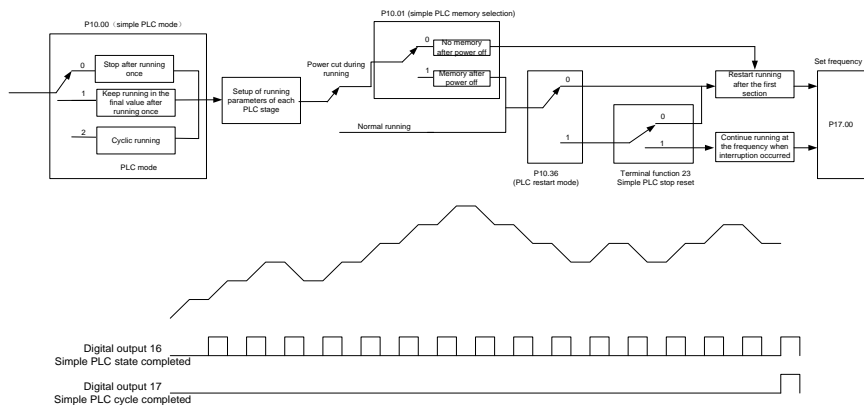 P10.00（simple PLC mode）
0
Stop after running
once
1
Keep running in the
final value after
running once
2
Cyclic running
PLC mode
Setup of running
parameters of each
PLC stage
Power cut during
running
Normal running
P10.01 (simple PLC memory selection)
0
No memory
after power off
1
Memory after
power off
0
1
P10.36
(PLC restart mode)
0
1
Terminal function 23
Simple PLC stop reset
Restart running
after the first
section
Continue running at
the frequency when
interruption occurred
Set frequency
P17.00
Digital output 16
Simple PLC state completed
Digital output 17
Simple PLC cycle completed